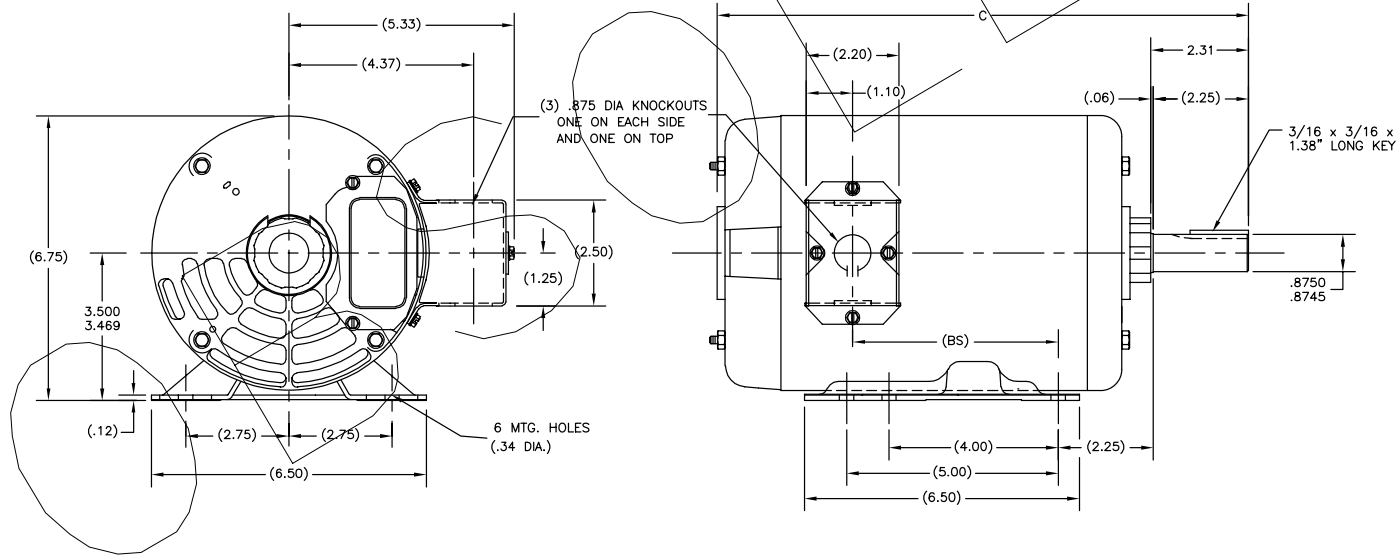 (5.33)
(4.37)
(3) .875 DIA KNOCKOUTS
ONE ON EACH SIDE
AND ONE ON TOP
(6.75)
3.500
3.469
(2.50)
(1.25)
(.12)
(2.75)
(2.75)
(6.50)
6 MTG. HOLES
(.34 DIA.)
C
(2.20)
(1.10)
2.31
(.06)
(2.25)
3/16 x 3/16 x
1.38" LONG KEY
.8750
.8745
(BS)
(4.00)
(2.25)
(5.00)
(6.50)